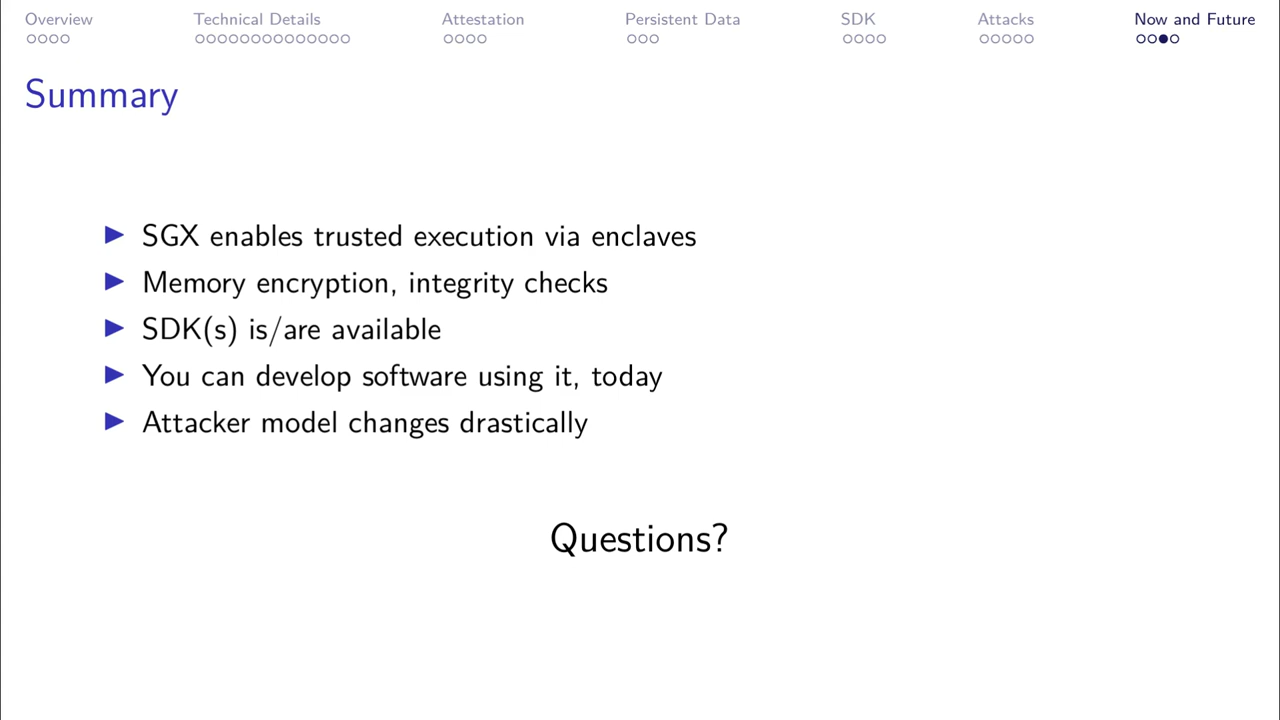 Overview Technical Details Attestation Persistent Data SDK Attacks Now and Future
Summary
SGX enables trusted execution via enclaves
Memory encryption, integrity checks
SDK(s) is/are available
You can develop software using it, today
Attacker model changes drastically
Questions?